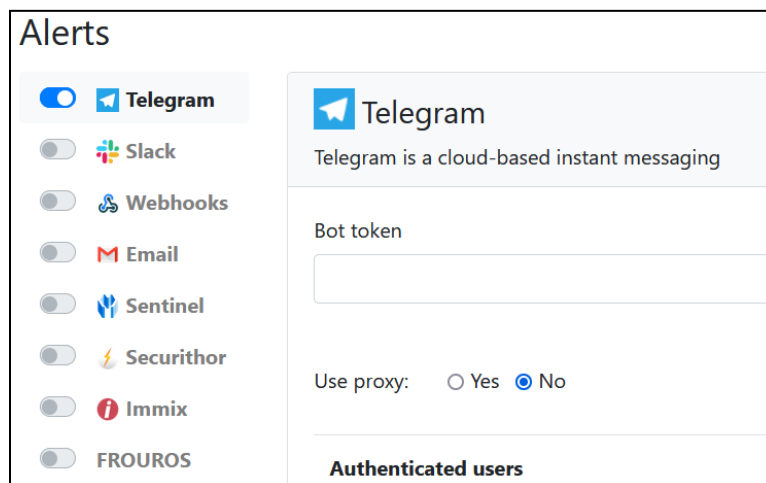 Alerts
Telegram
Slack
Webhooks
Email
Sentinel
Securithor
Immix
FROUROS
Telegram
Telegram is a cloud-based instant messaging
Bot token
Use proxy: Yes No
Authenticated users